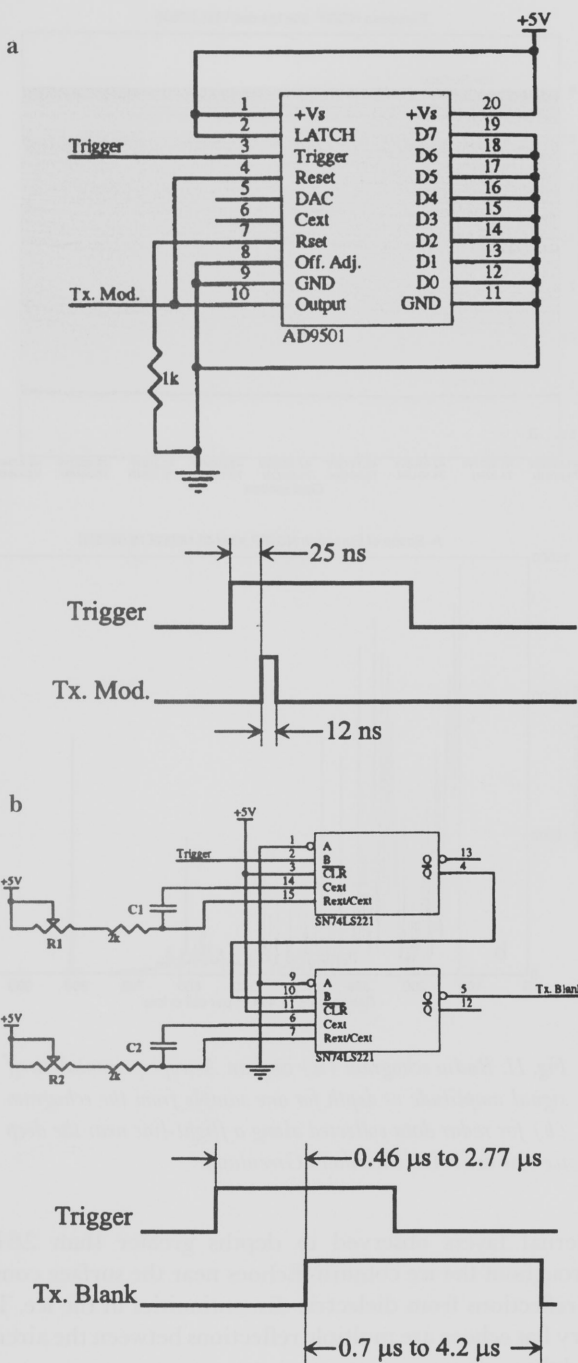 +5V
a
1 +Vs +Vs 20
2 LATCH D7 19
Trigger 3 Trigger D6 18
4 Reset D5 17
5 DAC D4 16
6 Cext D3 15
7 Rset D2 14
8 Off. Adj. D1 13
9 GND D0 12
Tx. Mod. 10 Output GND 11
AD9501
1k
25 ns
Trigger
Tx. Mod.
12 ns
b
+5V
1 A Q 13
Trigger 2 B Q 4
3 CLR
14 Cext
15 Rext/Cext
SN74LS221
+5V
C1
R1 2k
9 A Q 5 Tx. Blank
10 B Q 12
11 CLR
6 Cext
7 Rext/Cext
SN74LS221
+5V
C2
R2 2k
0.46 µs to 2.77 µs
Trigger
Tx. Blank
0.7 µs to 4.2 µs